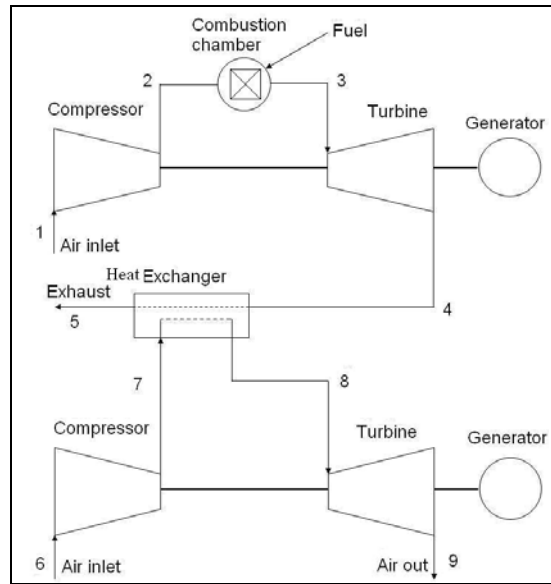 Combustion
chamber
Fuel
2
3
Compressor
Turbine
Generator
1
Air inlet
Heat Exchanger
Exhaust
5
4
7
8
Compressor
Turbine
Generator
6
Air inlet
Air out
9